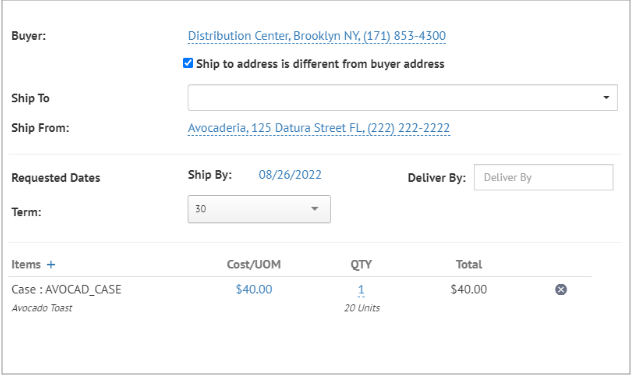 Buyer: Distribution Center, Brooklyn NY, (171) 853-4300
Ship to address is different from buyer address
Ship To
Ship From: Avocaderia, 125 Datura Street FL, (222) 222-2222
Requested Dates Ship By: 08/26/2022 Deliver By: Deliver By
Term: 30
Items + Cost/UOM QTY Total
Case : AVOCAD_CASE $40.00 1 $40.00
Avocado Toast 20 Units